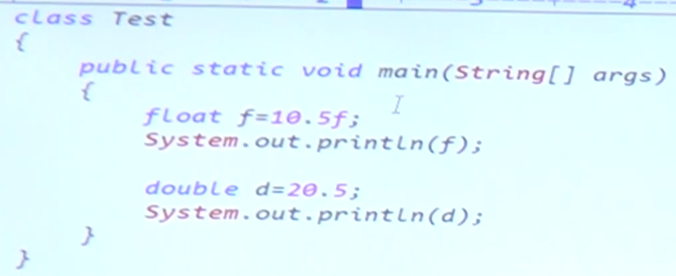 class Test
{
    public static void main(String[] args)
    {
        float f=10.5f;
        System.out.println(f);

        double d=20.5;
        System.out.println(d);
    }
}